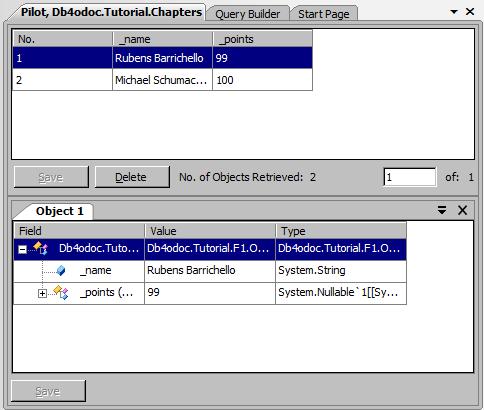 Pilot, Db4odoc.Tutorial.Chapters Query Builder Start Page
No. _name _points
1 Rubens Barrichello 99
2 Michael Schumac... 100
Save Delete No. of Objects Retrieved: 2 1 of: 1
Object 1
Field Value Type
Db4odoc.Tuto... Db4odoc.Tutorial.F1.O... Db4odoc.Tutorial.F1.O...
_name Rubens Barrichello System.String
_points (... 99 System.Nullable`1[[Sy...
Save